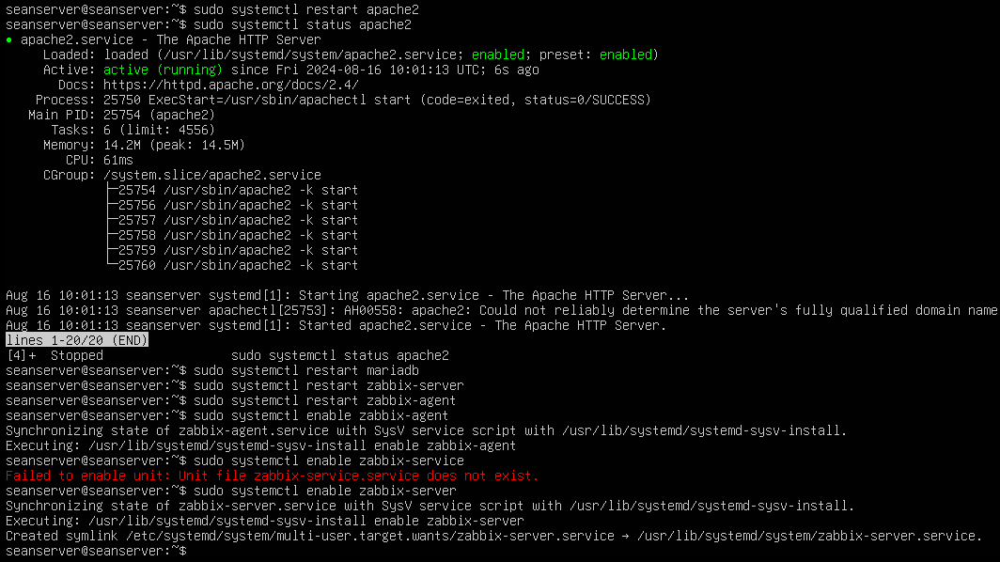 seanserver@seanserver:~$ sudo systemctl restart apache2
seanserver@seanserver:~$ sudo systemctl status apache2
● apache2.service - The Apache HTTP Server
     Loaded: loaded (/usr/lib/systemd/system/apache2.service; enabled; preset: enabled)
     Active: active (running) since Fri 2024-08-16 10:01:13 UTC; 6s ago
       Docs: https://httpd.apache.org/docs/2.4/
    Process: 25750 ExecStart=/usr/sbin/apachectl start (code=exited, status=0/SUCCESS)
   Main PID: 25754 (apache2)
      Tasks: 6 (limit: 4556)
     Memory: 14.2M (peak: 14.5M)
        CPU: 61ms
     CGroup: /system.slice/apache2.service
             ├─25754 /usr/sbin/apache2 -k start
             ├─25756 /usr/sbin/apache2 -k start
             ├─25757 /usr/sbin/apache2 -k start
             ├─25758 /usr/sbin/apache2 -k start
             ├─25759 /usr/sbin/apache2 -k start
             └─25760 /usr/sbin/apache2 -k start

Aug 16 10:01:13 seanserver systemd[1]: Starting apache2.service - The Apache HTTP Server...
Aug 16 10:01:13 seanserver apachectl[25753]: AH00558: apache2: Could not reliably determine the server's fully qualified domain name
Aug 16 10:01:13 seanserver systemd[1]: Started apache2.service - The Apache HTTP Server.
lines 1-20/20 (END)
[4]+  Stopped                 sudo systemctl status apache2
seanserver@seanserver:~$ sudo systemctl restart mariadb
seanserver@seanserver:~$ sudo systemctl restart zabbix-server
seanserver@seanserver:~$ sudo systemctl restart zabbix-agent
seanserver@seanserver:~$ sudo systemctl enable zabbix-agent
Synchronizing state of zabbix-agent.service with SysV service script with /usr/lib/systemd/systemd-sysv-install.
Executing: /usr/lib/systemd/systemd-sysv-install enable zabbix-agent
seanserver@seanserver:~$ sudo systemctl enable zabbix-service
Failed to enable unit: Unit file zabbix-service.service does not exist.
seanserver@seanserver:~$ sudo systemctl enable zabbix-server
Synchronizing state of zabbix-server.service with SysV service script with /usr/lib/systemd/systemd-sysv-install.
Executing: /usr/lib/systemd/systemd-sysv-install enable zabbix-server
Created symlink /etc/systemd/system/multi-user.target.wants/zabbix-server.service → /usr/lib/systemd/system/zabbix-server.service.
seanserver@seanserver:~$